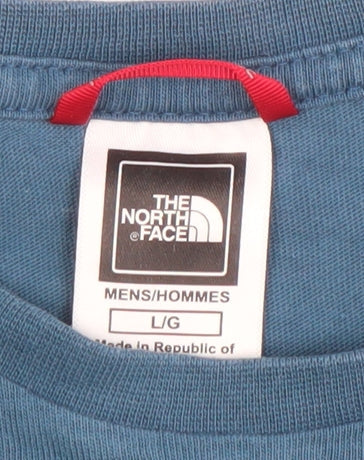 THE
NORTH
®FACE
MENS/HOMMES
L/G
Made in Republic of